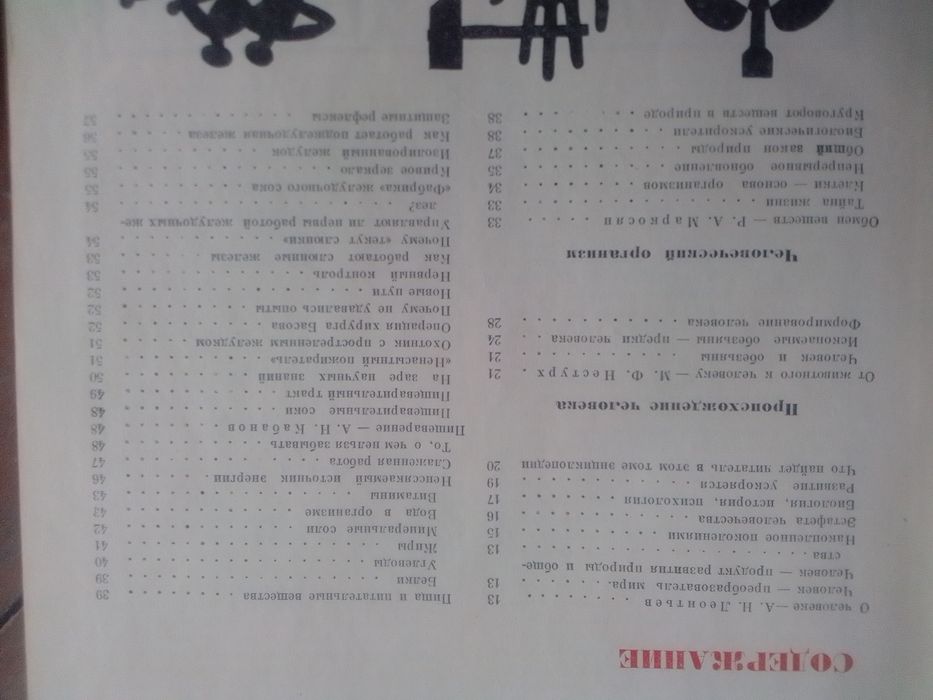 СОДЕРЖАНИЕ
О человеке — А. Н. Леонтьев 13
Человек — преобразователь мира. 13
Человек — продукт развития природы и обще-
ства 13
Накопленное поколениями 15
Эстафета человечества 16
Биология, история, психология 17
Развитие ускоряется 19
Что найдет читатель в этом томе энциклопедии 20
Происхождение человека
От животного к человеку — М. Ф. Нестурх 21
Человек и обезьяны 21
Ископаемые обезьяны — предки человека 24
Формирование человека 28
Человеческий организм
Обмен веществ — Р. А. Маркосян 33
Тайна жизни 33
Клетки — основа организмов 34
Непрерывное обновление 35
Общий закон природы 37
Биологические ускорители 38
Круговорот веществ в природе 38
Пища и питательные вещества 39
Белки 39
Углеводы 40
Жиры 41
Минеральные соли 42
Вода в организме 43
Витамины 43
Неиссякаемый источник энергии 46
Слаженная работа 47
То, о чем нельзя забывать 48
Пищеварение — А. Н. Кабанов 48
Пищеварительные соки 48
Пищеварительный тракт 49
На заре научных знаний 50
«Ненасытный пожиратель» 51
Охотник с простреленным желудком 51
Операция хирурга Басова 52
Почему не удавались опыты 52
Новые пути 52
Нервный контроль 53
Как работают слюнные железы 53
Почему «текут слюнки» 54
Управляют ли нервы работой желудочных же-
лез? 54
«Фабрика» желудочного сока 55
Кривое зеркало 55
Изолированный желудок 55
Как работает поджелудочная железа 56
Защитные рефлексы 57